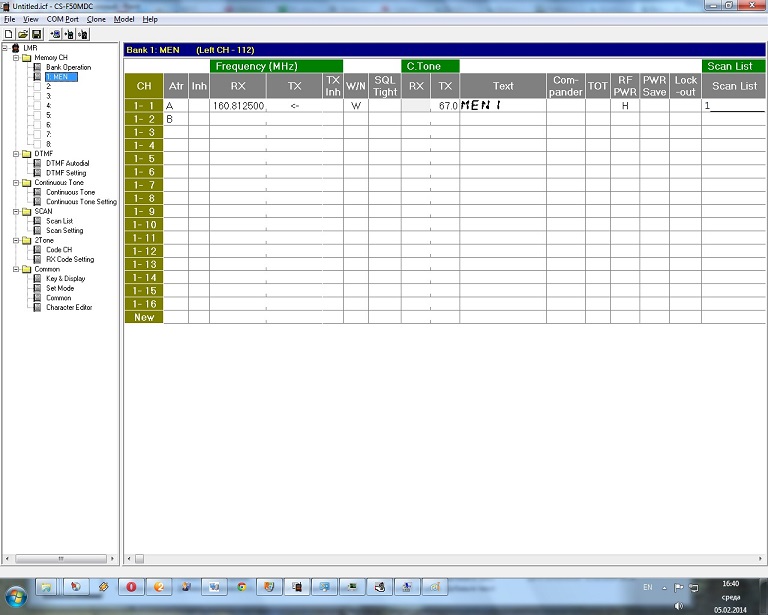 Untitled.icf - CS-F50MDC
File View COM Port Clone Model Help
LMR
Memory CH
Bank Operation
1: MEN
2:
3:
4:
5:
6:
7:
8:
DTMF
DTMF Autodial
DTMF Setting
Continuous Tone
Continuous Tone
Continuous Tone Setting
SCAN
Scan List
Scan Setting
2Tone
Code CH
RX Code Setting
Common
Key & Display
Set Mode
Common
Character Editor
Bank 1: MEN (Left CH - 112)
Frequency (MHz) C.Tone Scan List
CH Atr Inh RX TX TX Inh W/N SQL Tight RX TX Text Com-pander TOT RF PWR PWR Save Lock-out Scan List
1- 1 A 160.812500 <- W 67.0 MEN 1 H 1
1- 2 B
1- 3
1- 4
1- 5
1- 6
1- 7
1- 8
1- 9
1- 10
1- 11
1- 12
1- 13
1- 14
1- 15
1- 16
New
EN 16:40
среда
05.02.2014